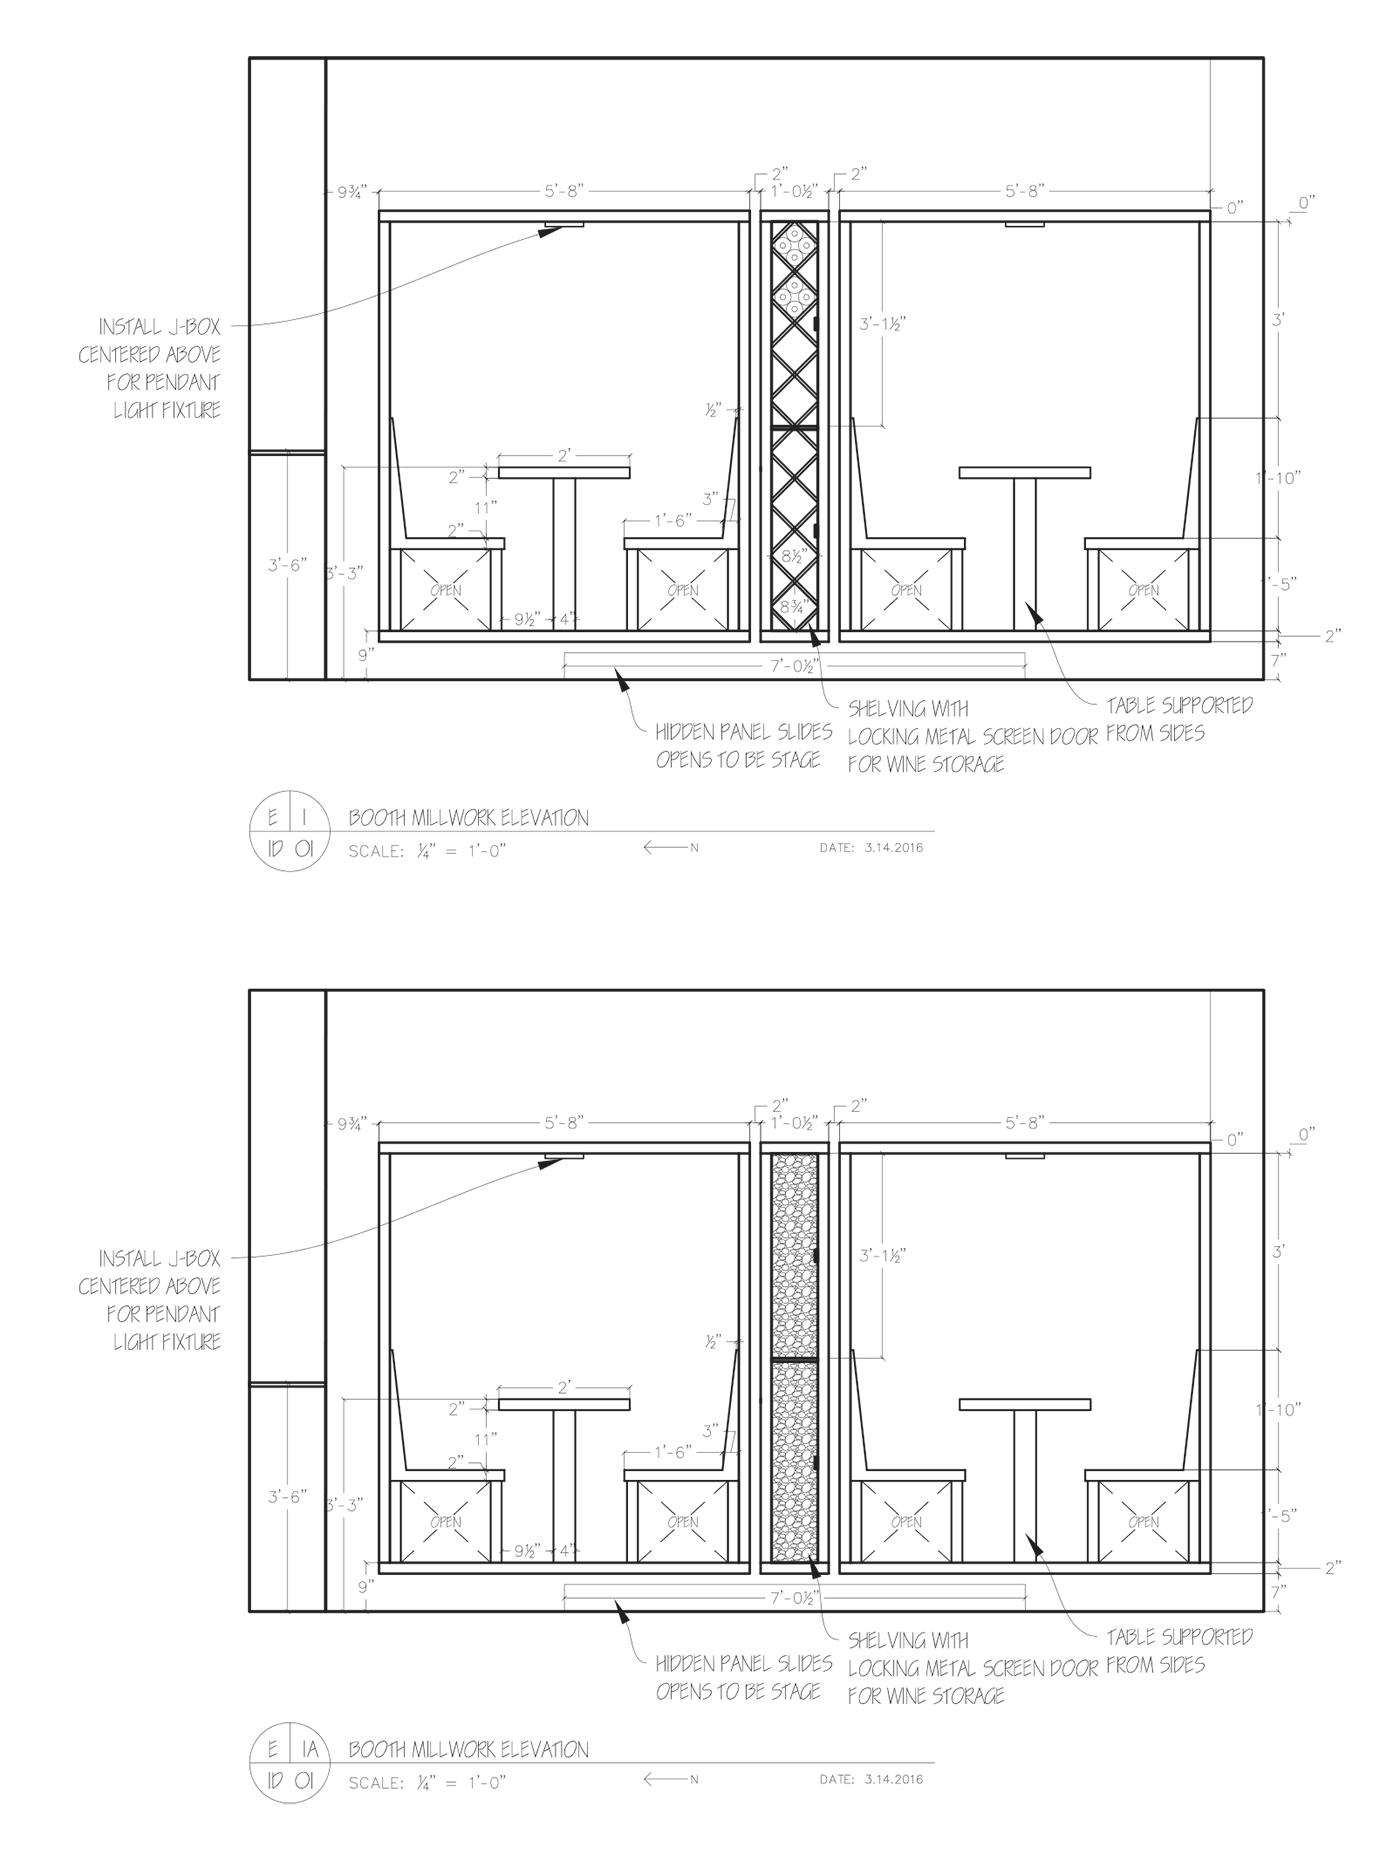 2" 2"
9¾" 5'-8" 1'-0½" 5'-8"
0" 0"
INSTALL J-BOX
CENTERED ABOVE
FOR PENDANT
LIGHT FIXTURE
3'-1½" 3'
½"
2'
2" 1'-10"
11" 3"
2" 1'-6"
3'-6" 3'-3" 8½"
OPEN OPEN OPEN OPEN
'-5"
8¾"
9½" 4"
2"
9" 7'-0½" 7"
HIDDEN PANEL SLIDES
OPENS TO BE STAGE
SHELVING WITH
LOCKING METAL SCREEN DOOR
FOR WINE STORAGE
TABLE SUPPORTED
FROM SIDES
E 1
ID 01
BOOTH MILLWORK ELEVATION
SCALE: ¼" = 1'-0" N DATE: 3.14.2016
2" 2"
9¾" 5'-8" 1'-0½" 5'-8"
0" 0"
INSTALL J-BOX
CENTERED ABOVE
FOR PENDANT
LIGHT FIXTURE
3'-1½" 3'
½"
2'
2" 1'-10"
11" 3"
2" 1'-6"
3'-6" 3'-3"
OPEN OPEN OPEN OPEN
'-5"
9½" 4"
2"
9" 7'-0½" 7"
HIDDEN PANEL SLIDES
OPENS TO BE STAGE
SHELVING WITH
LOCKING METAL SCREEN DOOR
FOR WINE STORAGE
TABLE SUPPORTED
FROM SIDES
E 1A
ID 01
BOOTH MILLWORK ELEVATION
SCALE: ¼" = 1'-0" N DATE: 3.14.2016